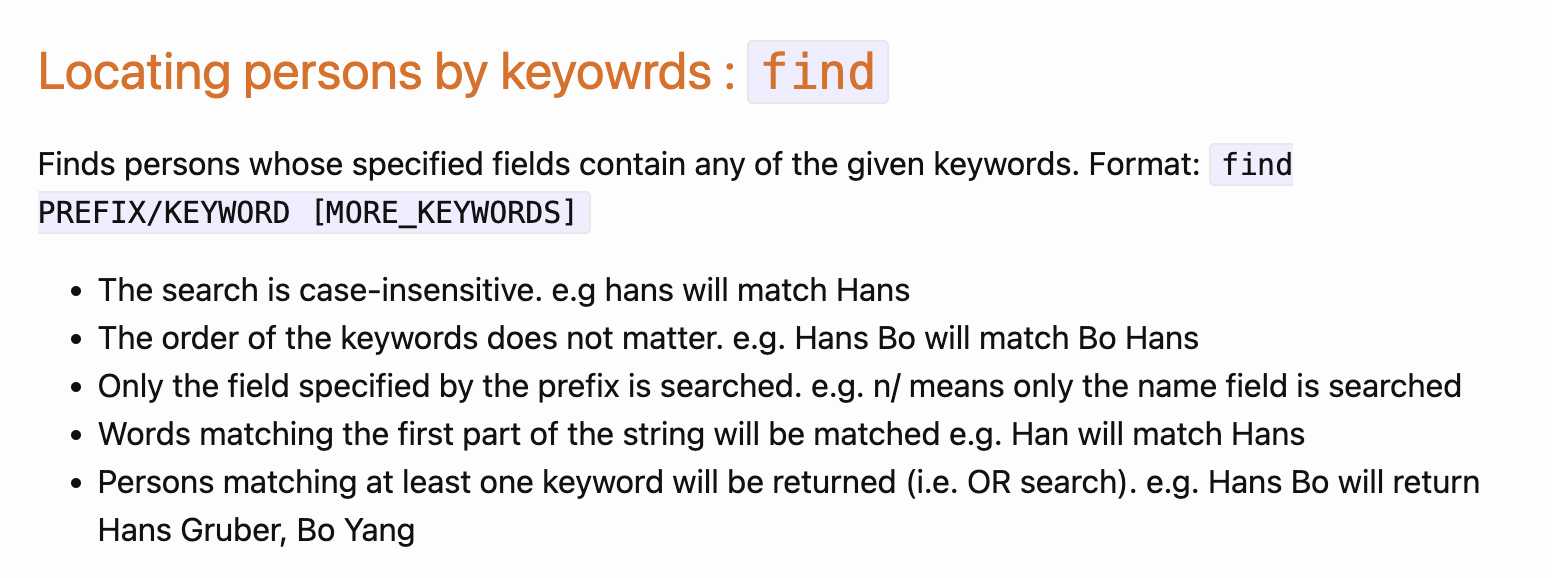 Locating persons by keyowrds : find
Finds persons whose specified fields contain any of the given keywords. Format: find
PREFIX/KEYWORD [MORE_KEYWORDS]
• The search is case-insensitive. e.g hans will match Hans
• The order of the keywords does not matter. e.g. Hans Bo will match Bo Hans
• Only the field specified by the prefix is searched. e.g. n/ means only the name field is searched
• Words matching the first part of the string will be matched e.g. Han will match Hans
• Persons matching at least one keyword will be returned (i.e. OR search). e.g. Hans Bo will return
Hans Gruber, Bo Yang